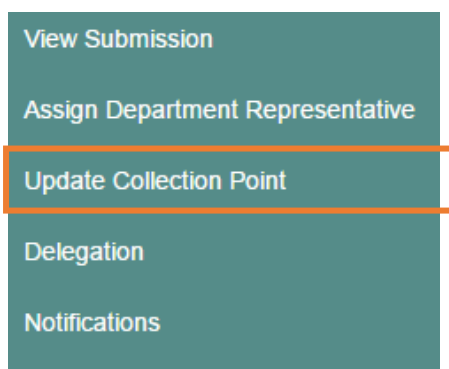 View Submission
Assign Department Representative
Update Collection Point
Delegation
Notifications